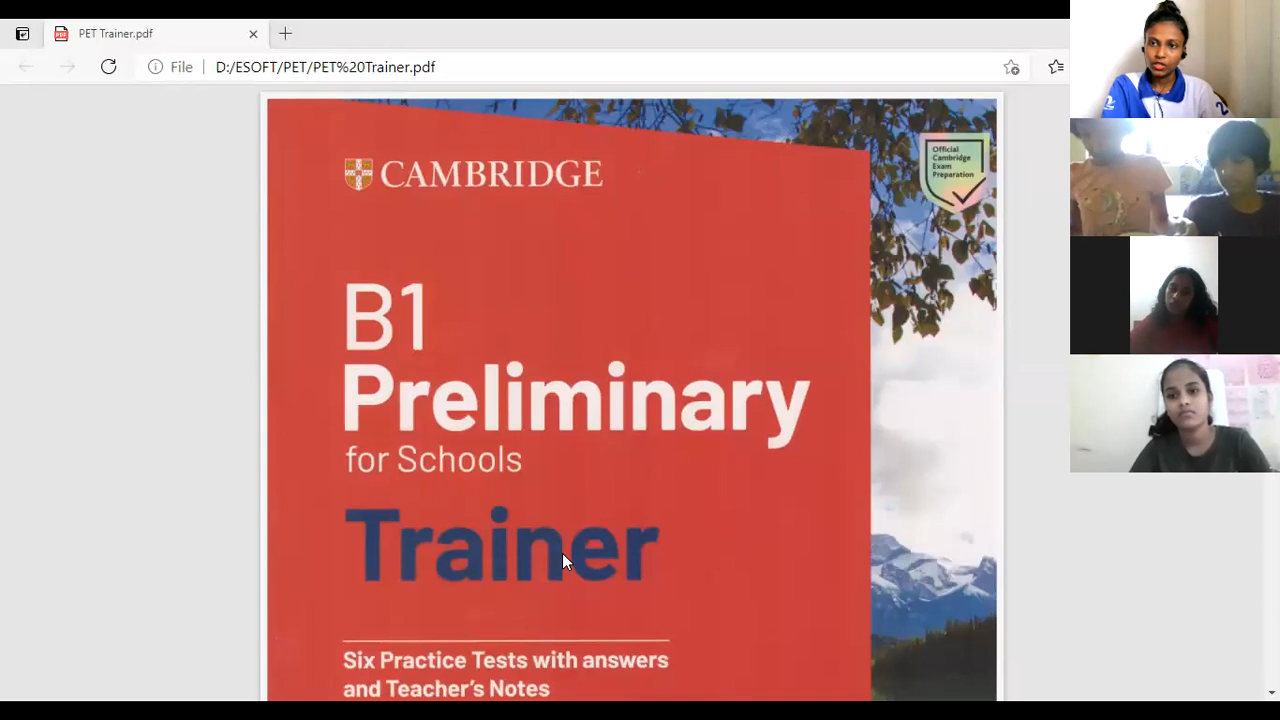 PET Trainer.pdf
File
D:/ESOFT/PET/PET%20Trainer.pdf
CAMBRIDGE
Official
Cambridge
Exam
Preparation
B1
Preliminary
for Schools
Trainer
Six Practice Tests with answers
and Teacher's Notes